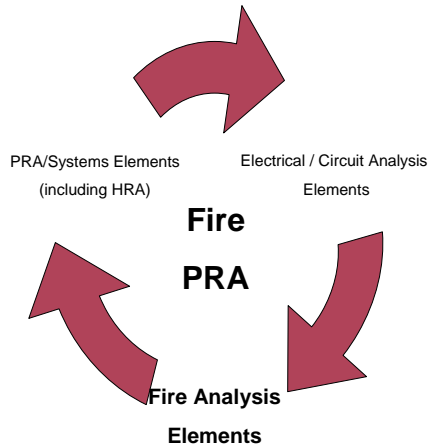 PRA/Systems Elements
(including HRA)
Electrical / Circuit Analysis
Elements
Fire
PRA
Fire Analysis
Elements